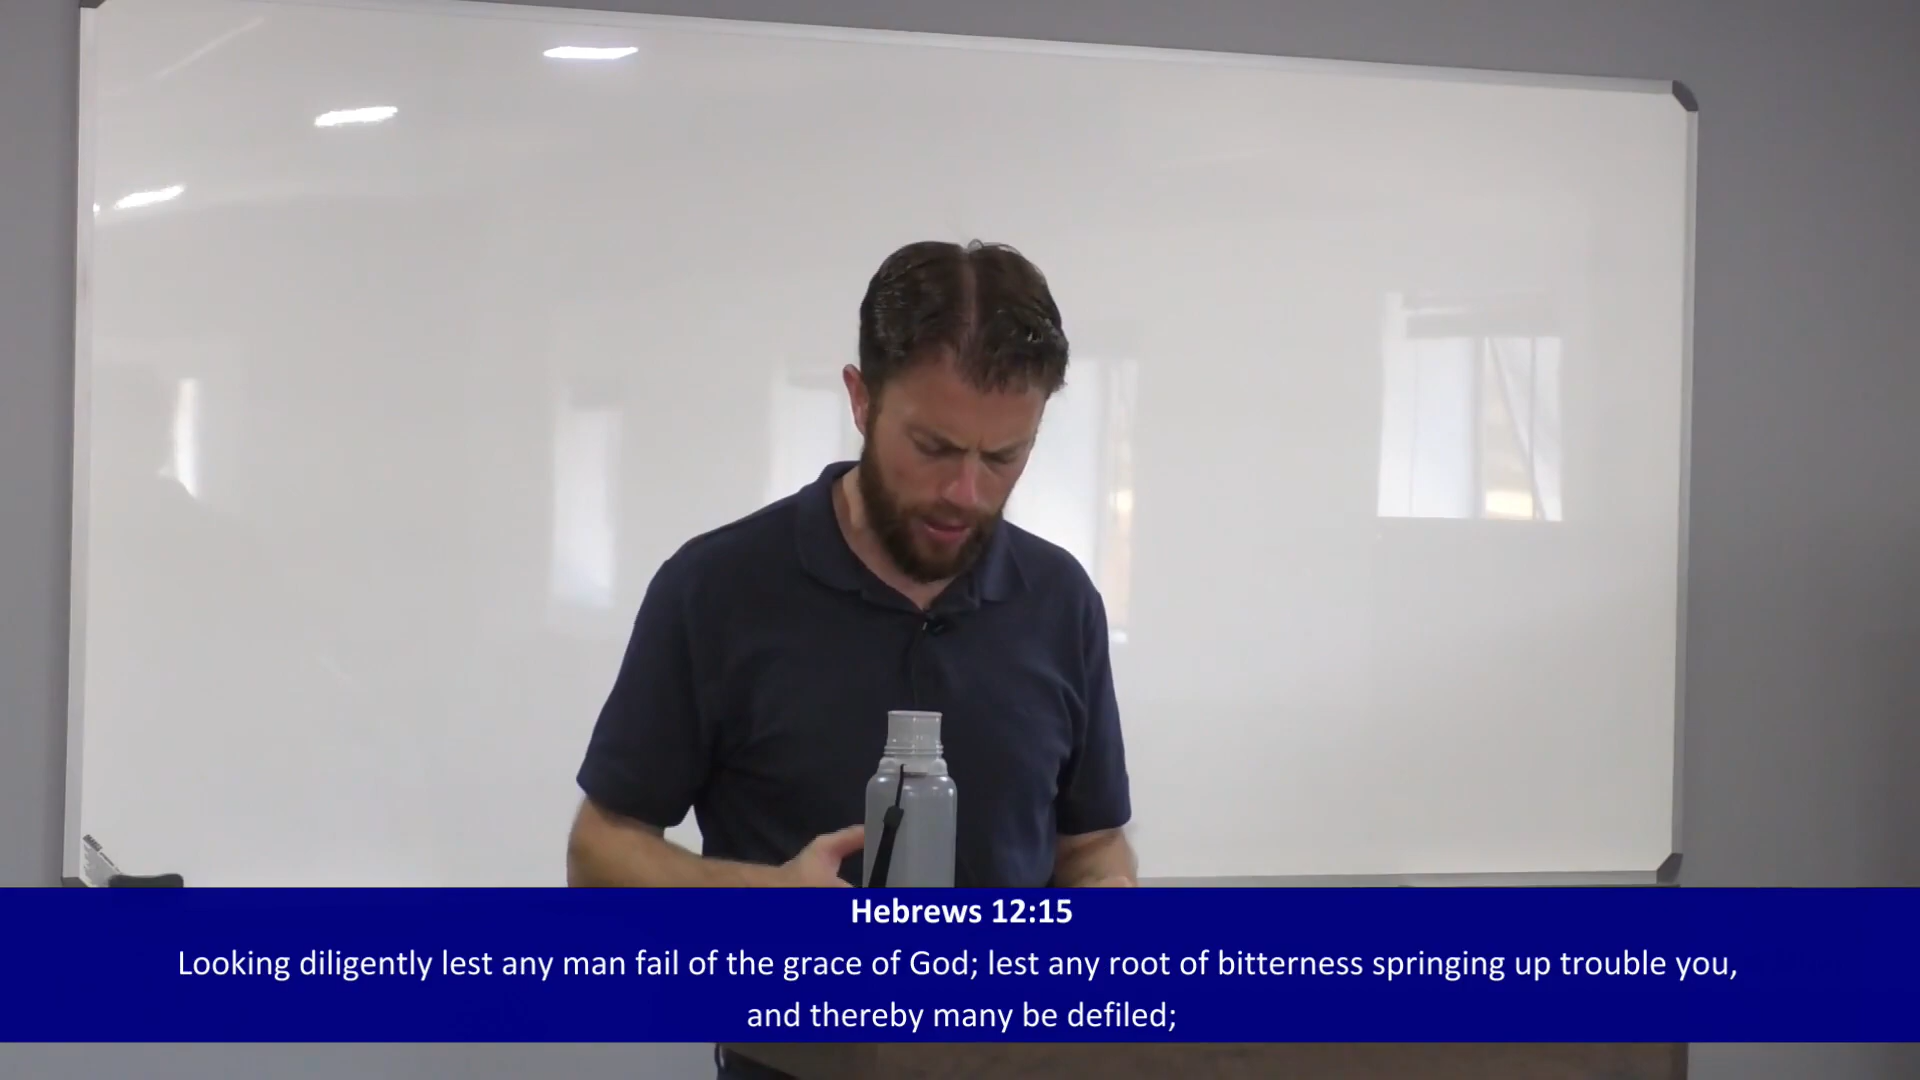 Hebrews 12:15
Looking diligently lest any man fail of the grace of God; lest any root of bitterness springing up trouble you,
and thereby many be defiled;